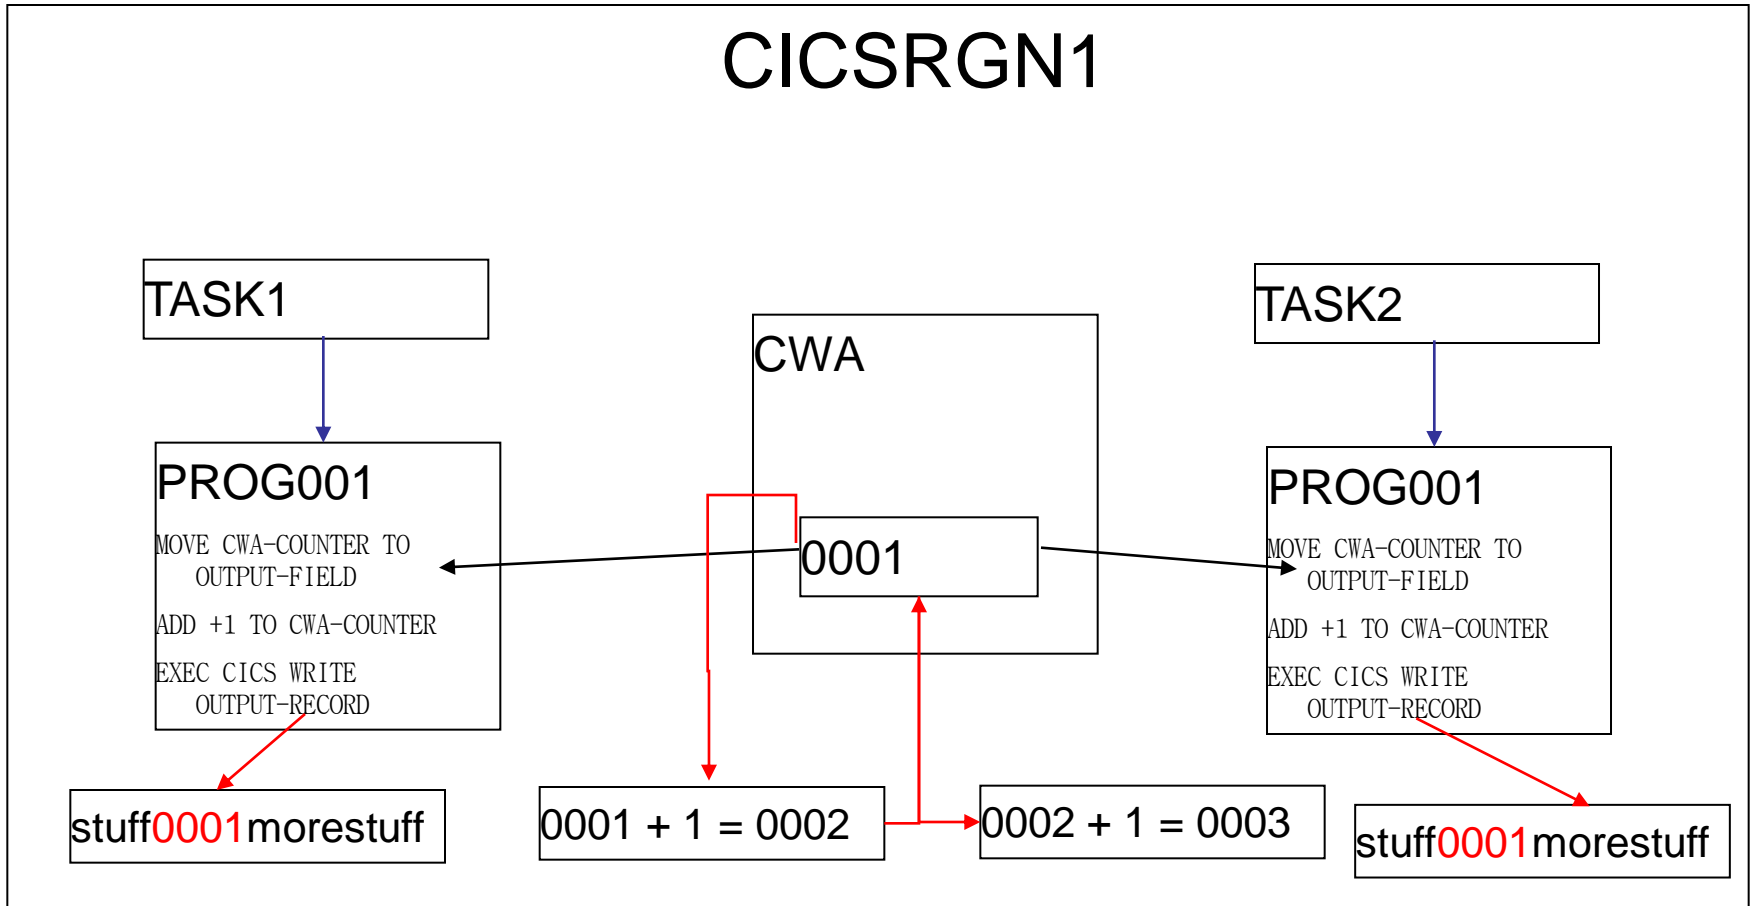 CICSRGN1
TASK1
TASK2
CWA
PROG001
MOVE CWA-COUNTER TO
OUTPUT-FIELD
ADD +1 TO CWA-COUNTER
EXEC CICS WRITE
OUTPUT-RECORD
0001
PROG001
MOVE CWA-COUNTER TO
OUTPUT-FIELD
ADD +1 TO CWA-COUNTER
EXEC CICS WRITE
OUTPUT-RECORD
stuff0001morestuff
0001 + 1 = 0002
0002 + 1 = 0003
stuff0001morestuff